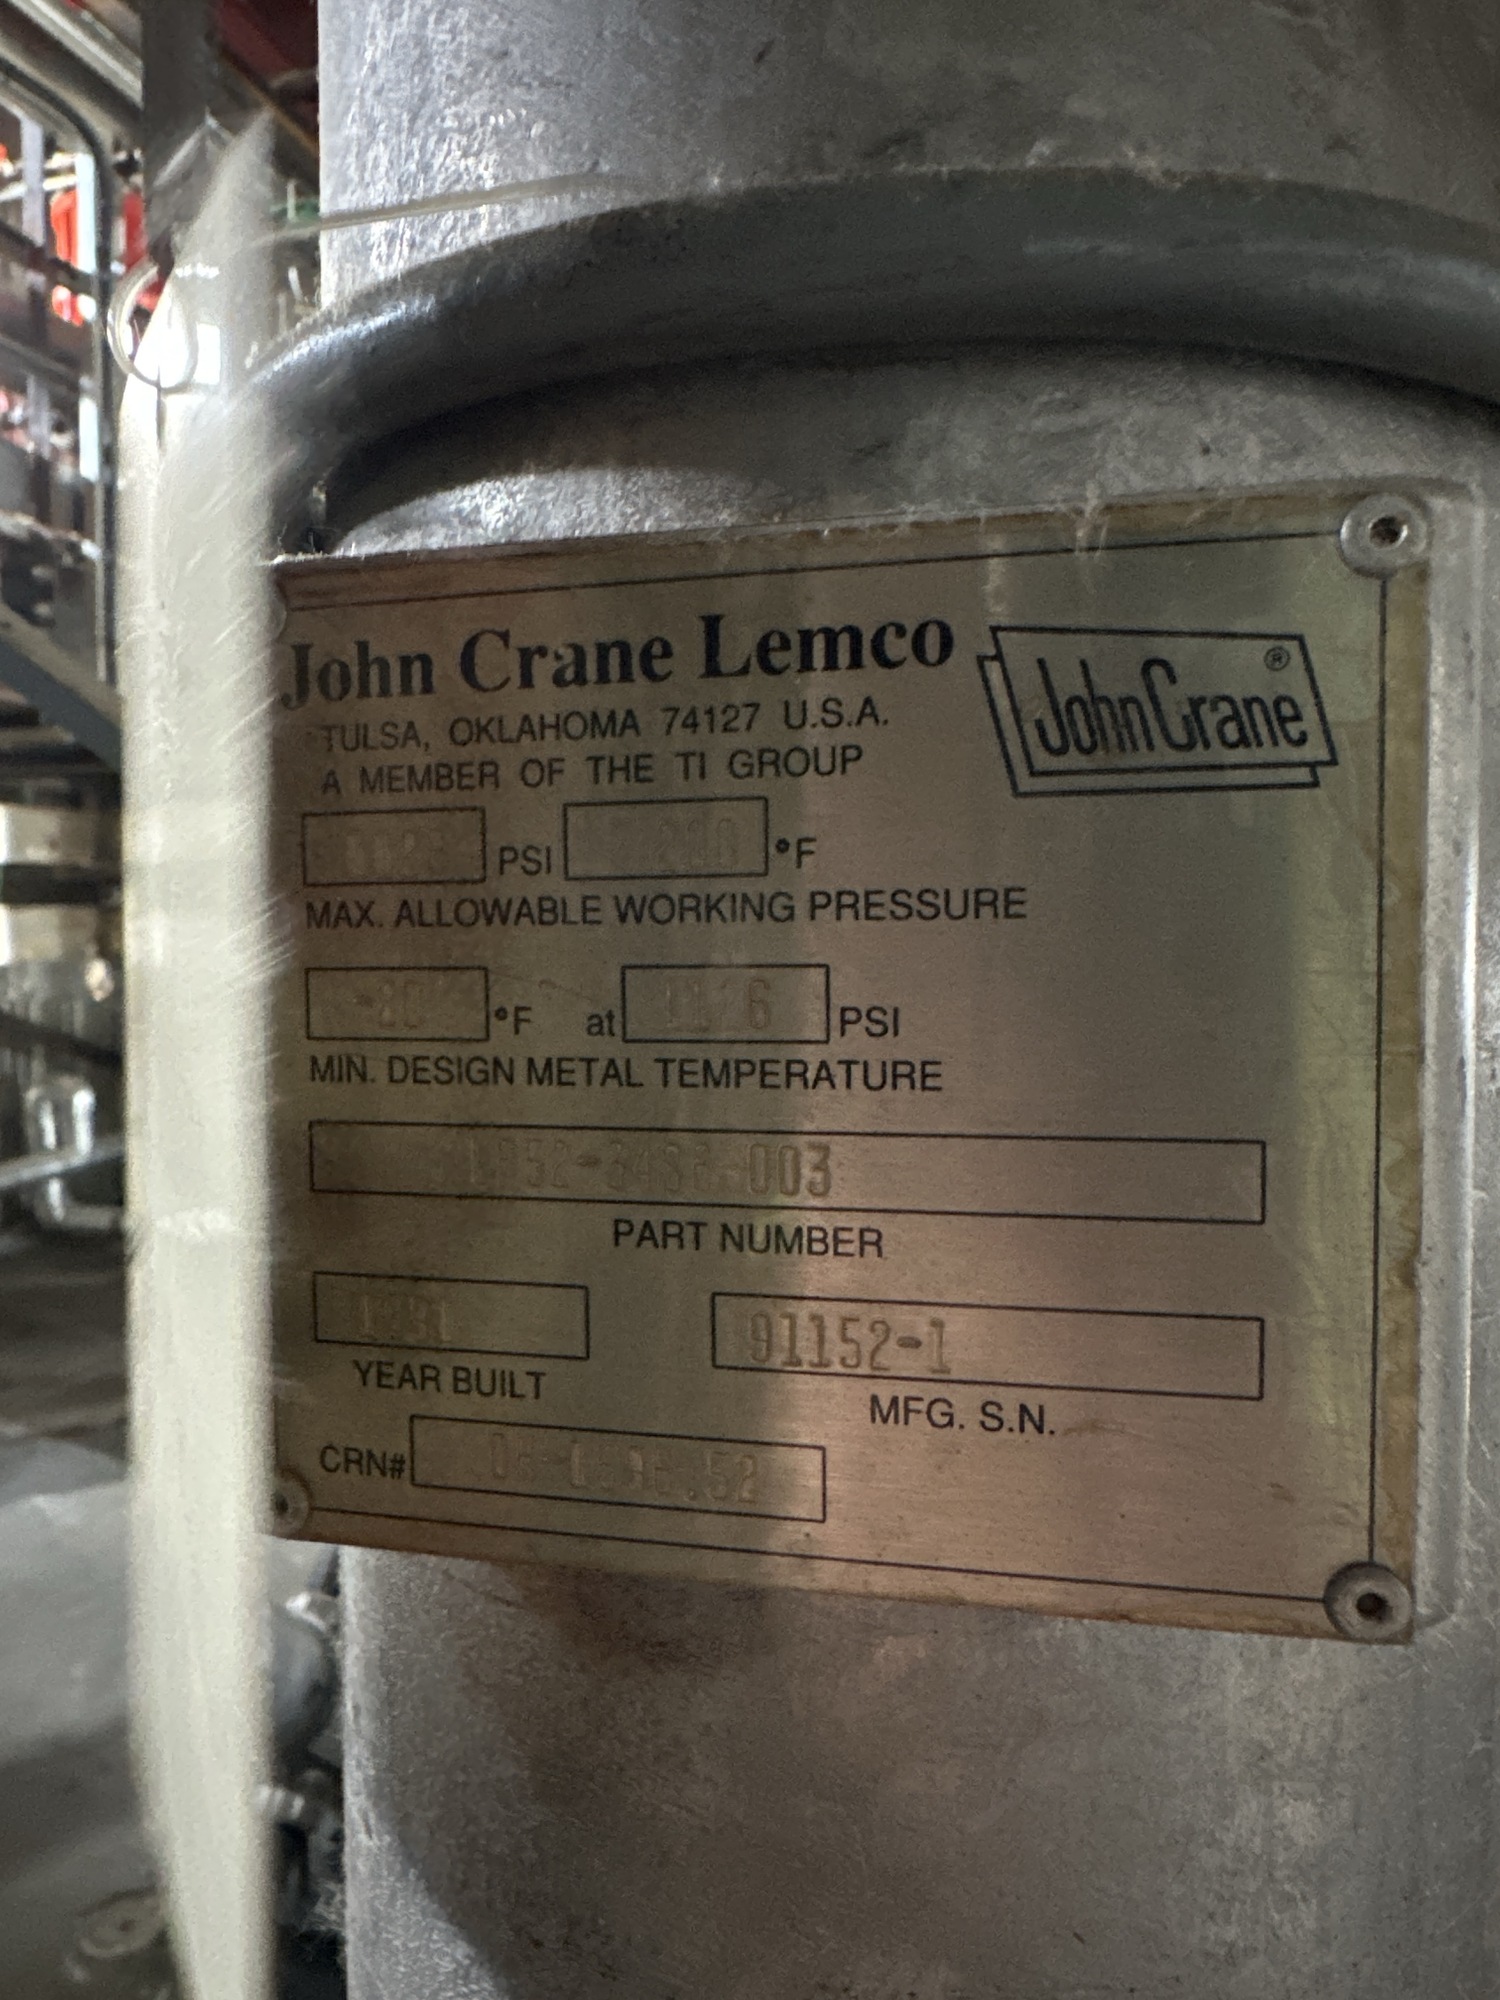 John Crane Lemco
JohnCrane®
TULSA, OKLAHOMA 74127 U.S.A.
A MEMBER OF THE TI GROUP
PSI °F
MAX. ALLOWABLE WORKING PRESSURE
-20 °F at PSI
MIN. DESIGN METAL TEMPERATURE
PART NUMBER
91152-1
YEAR BUILT MFG. S.N.
CRN#